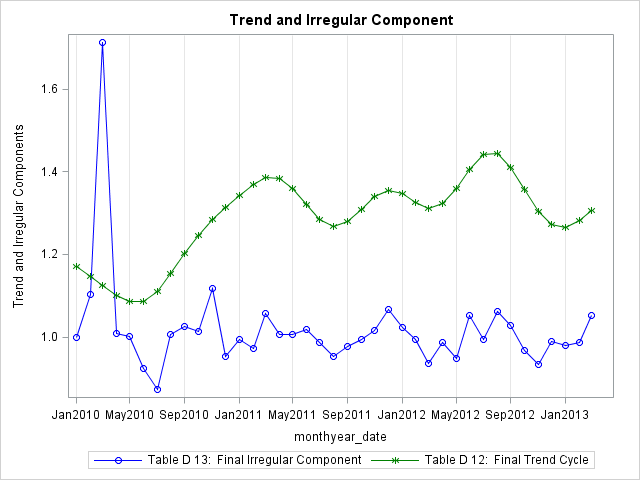 Trend and Irregular Component
Trend and Irregular Components
1.6
1.4
1.2
1.0
Jan2010 May2010 Sep2010 Jan2011 May2011 Sep2011 Jan2012 May2012 Sep2012 Jan2013
monthyear_date
Table D 13: Final Irregular Component Table D 12: Final Trend Cycle